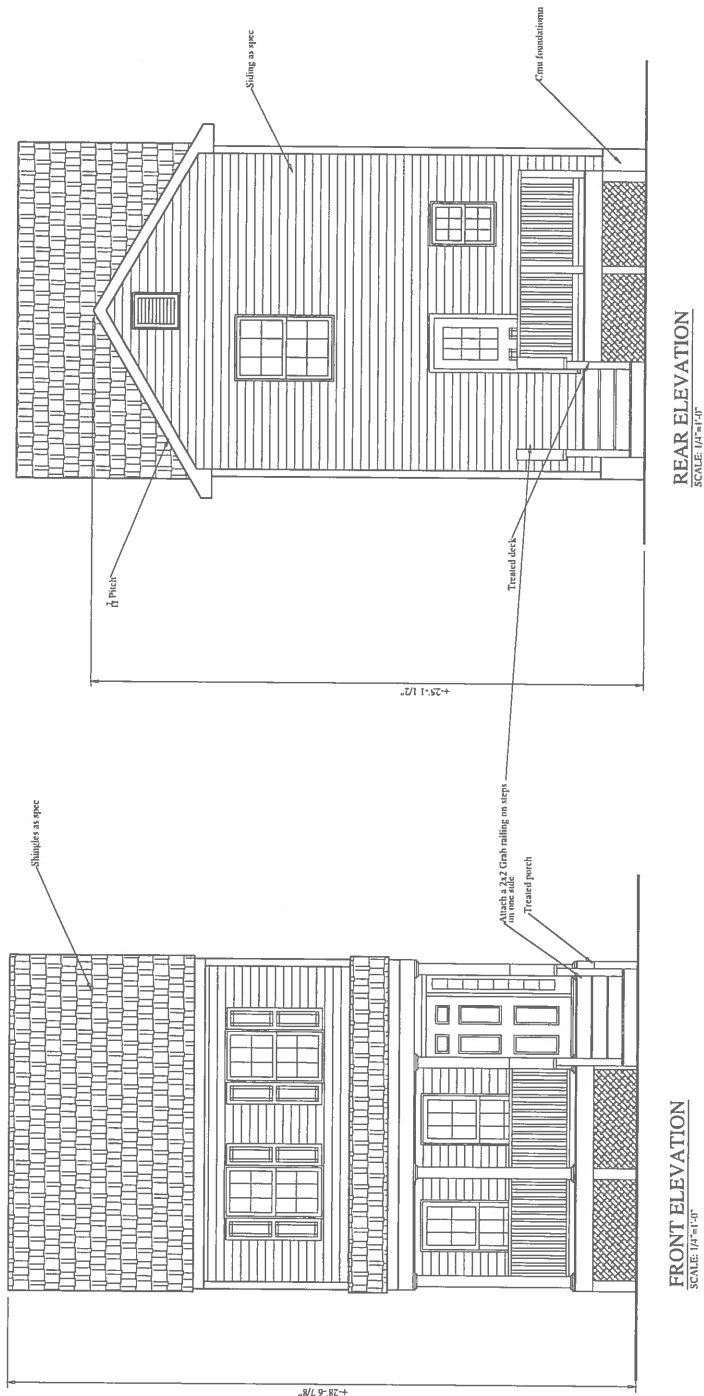 Shingles as spec
+-28'-6 7/8"
Attach a 2x2 Grab railing on steps
on one side
Treated porch
FRONT ELEVATION
SCALE: 1/4"=1'-0"
Pitch
+-25'-1 1/2"
Siding as spec
Treated deck
Cmu foundationn
REAR ELEVATION
SCALE: 1/4"=1'-0"